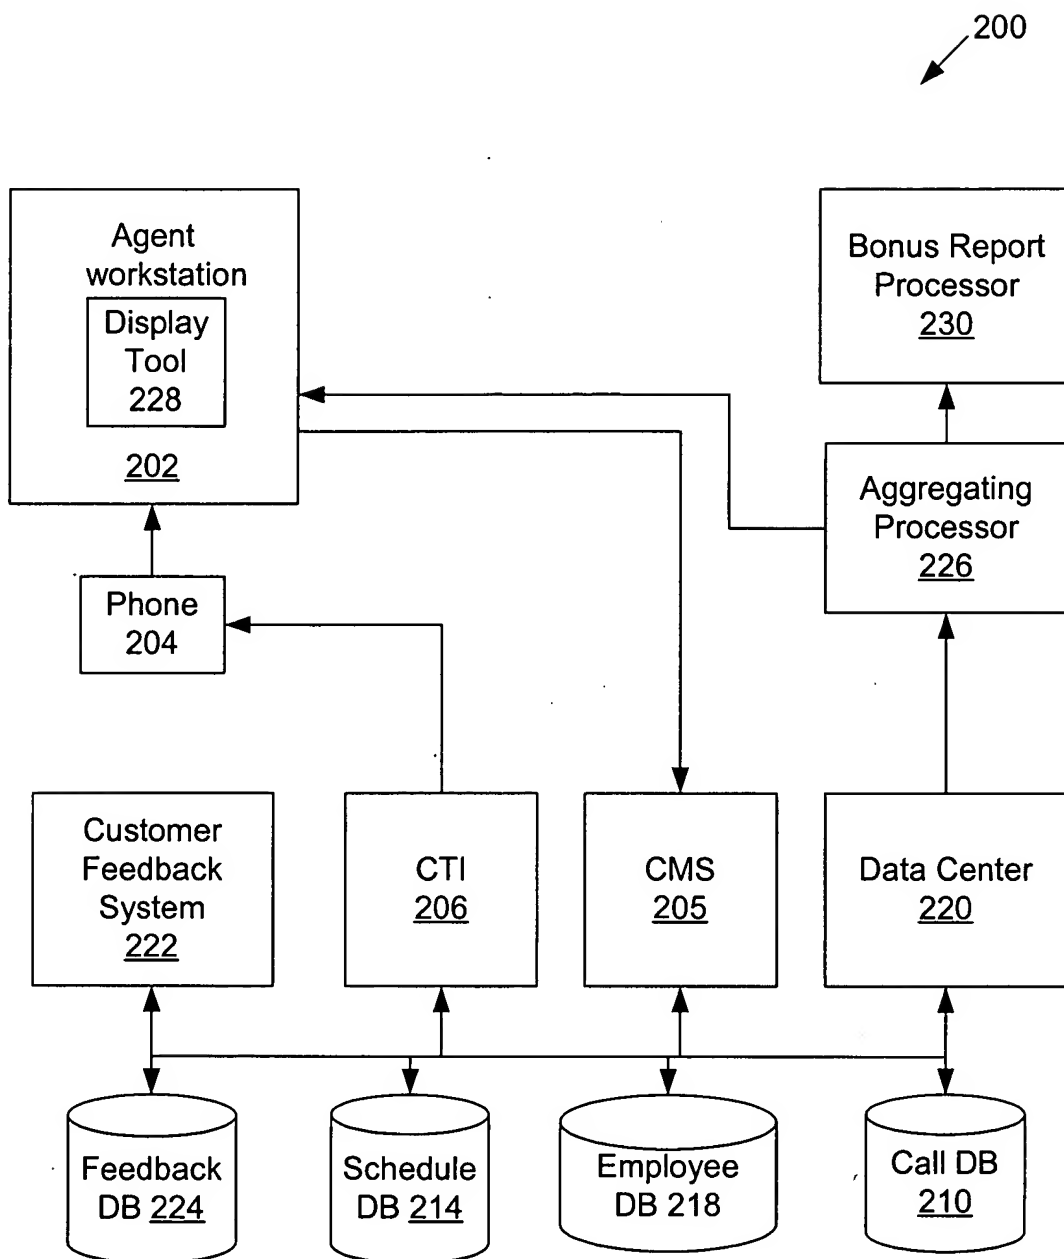 200
Agent
workstation
Display
Tool
228
202
Bonus Report
Processor
230
Aggregating
Processor
226
Phone
204
Customer
Feedback
System
222
CTI
206
CMS
205
Data Center
220
Feedback
DB 224
Schedule
DB 214
Employee
DB 218
Call DB
210